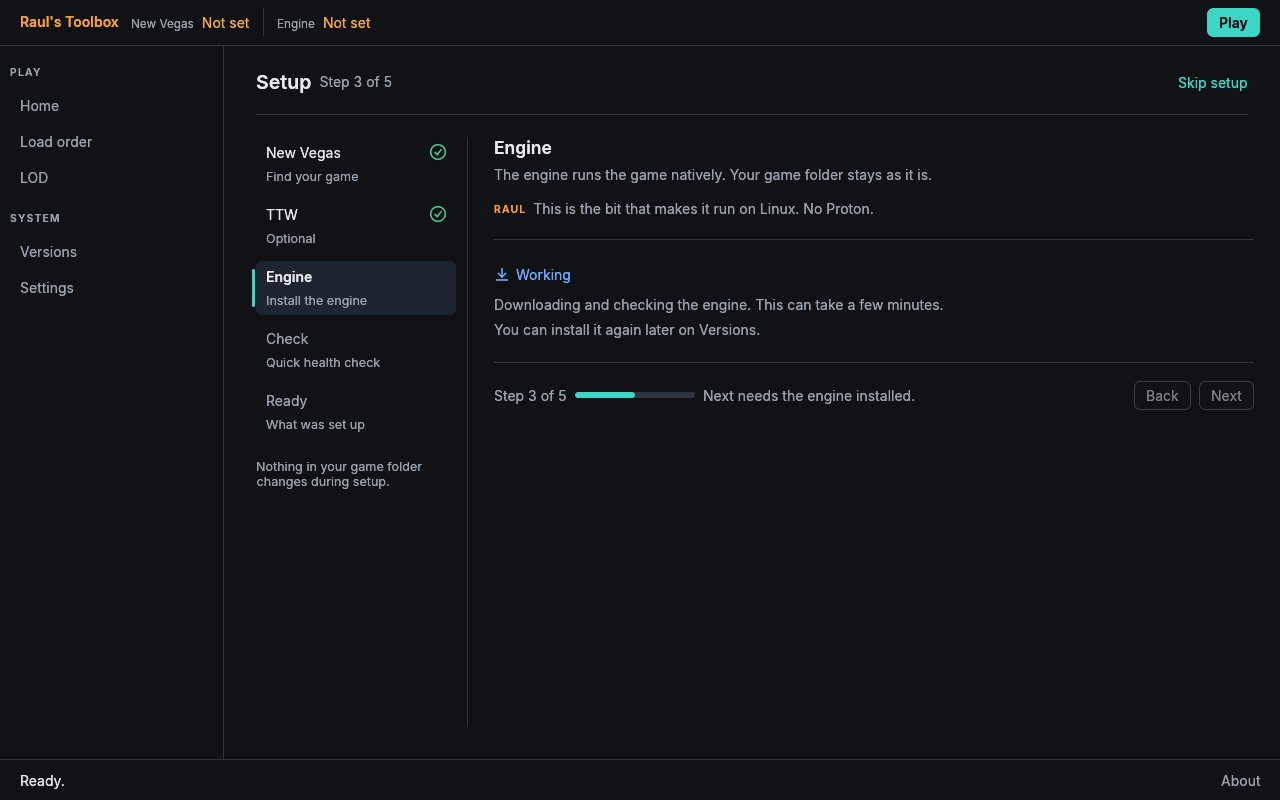 Raul's Toolbox New Vegas Not set Engine Not set Play
PLAY
Home
Load order
LOD
SYSTEM
Versions
Settings
Setup Step 3 of 5 Skip setup
New Vegas
Find your game
TTW
Optional
Engine
Install the engine
Check
Quick health check
Ready
What was set up
Nothing in your game folder
changes during setup.
Engine
The engine runs the game natively. Your game folder stays as it is.
RAUL This is the bit that makes it run on Linux. No Proton.
Working
Downloading and checking the engine. This can take a few minutes.
You can install it again later on Versions.
Step 3 of 5 Next needs the engine installed. Back Next
Ready. About